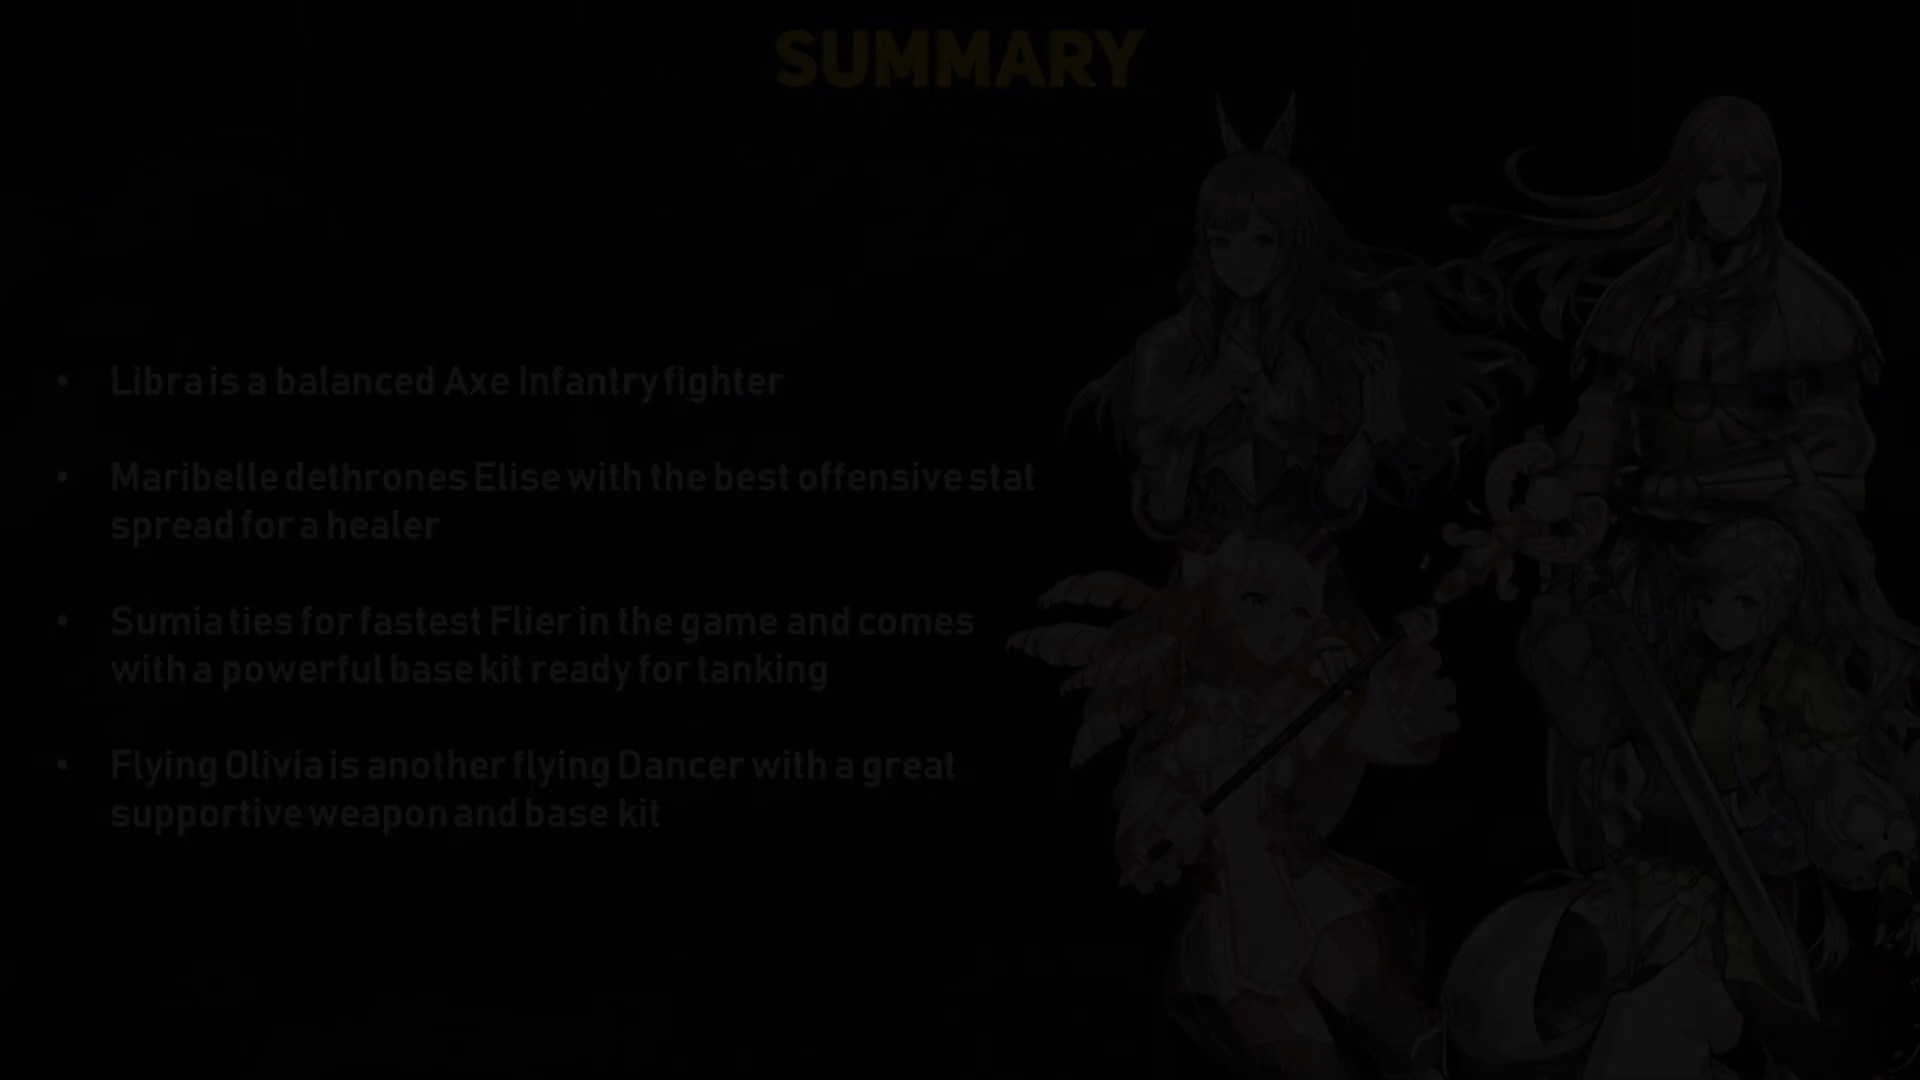 SUMMARY
• Libra is a balanced Axe Infantry fighter
• Maribelle dethrones Elise with the best offensive stat
spread for a healer
• Sumia ties for fastest Flier in the game and comes
with a powerful base kit ready for tanking
• Flying Olivia is another flying Dancer with a great
supportive weapon and base kit